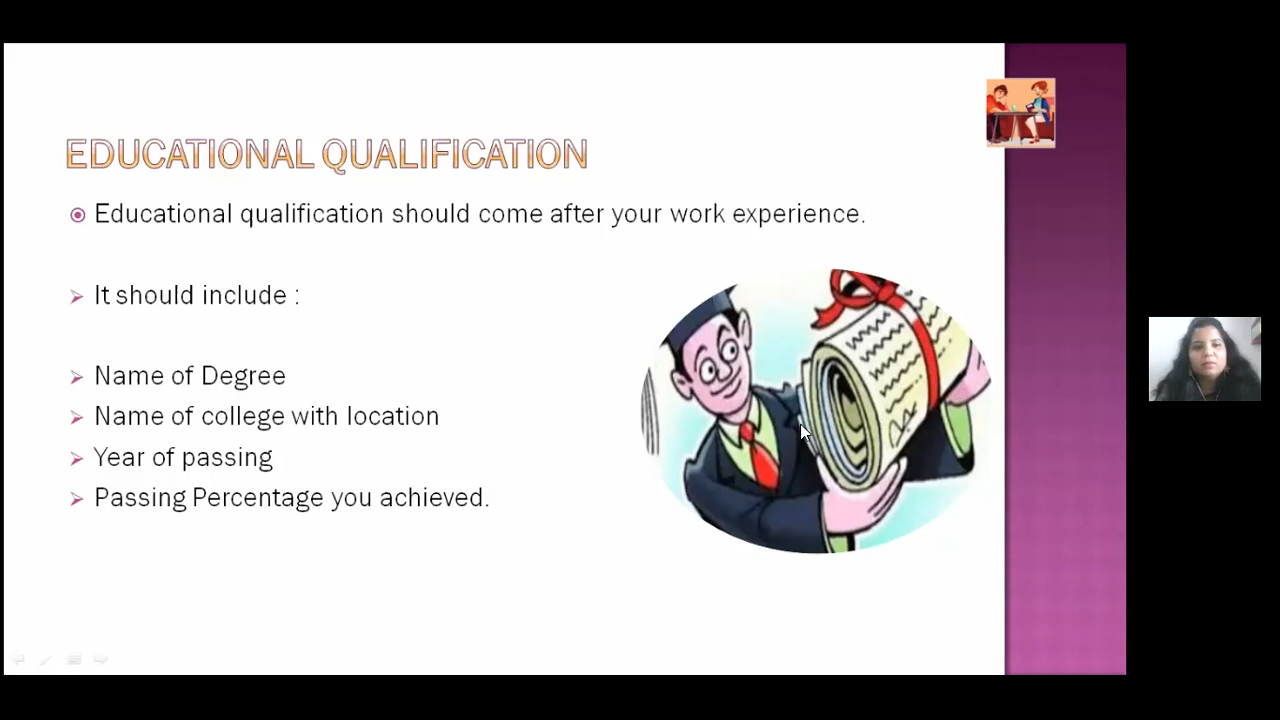 EDUCATIONAL QUALIFICATION
Educational qualification should come after your work experience.
It should include :
Name of Degree
Name of college with location
Year of passing
Passing Percentage you achieved.